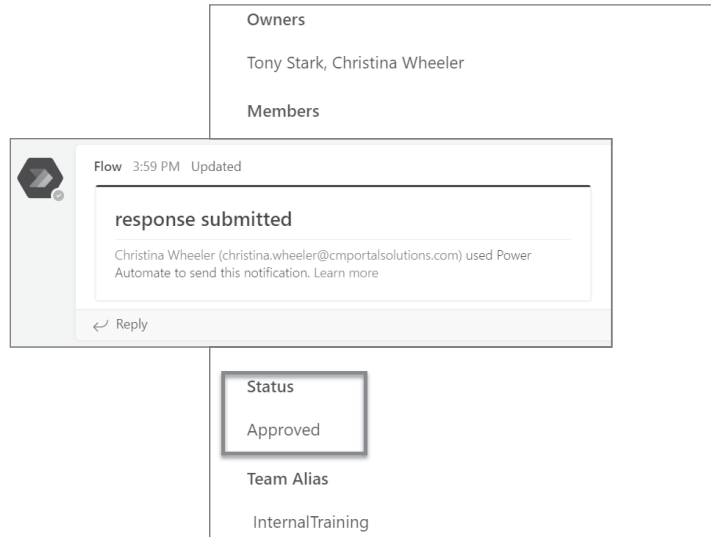 Owners
Tony Stark, Christina Wheeler
Members
Flow 3:59 PM Updated
response submitted
Christina Wheeler (christina.wheeler@cmportalsolutions.com) used Power
Automate to send this notification. Learn more
Reply
Status
Approved
Team Alias
InternalTraining